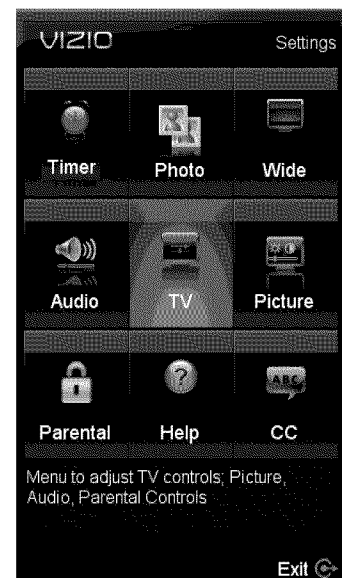 VIZIO
Settings
Timer
Photo
Wide
Audio
TV
Picture
Parental
Help
ABC
CC
Menu to adjust TV controls; Picture,
Audio, Parental Controls
Exit